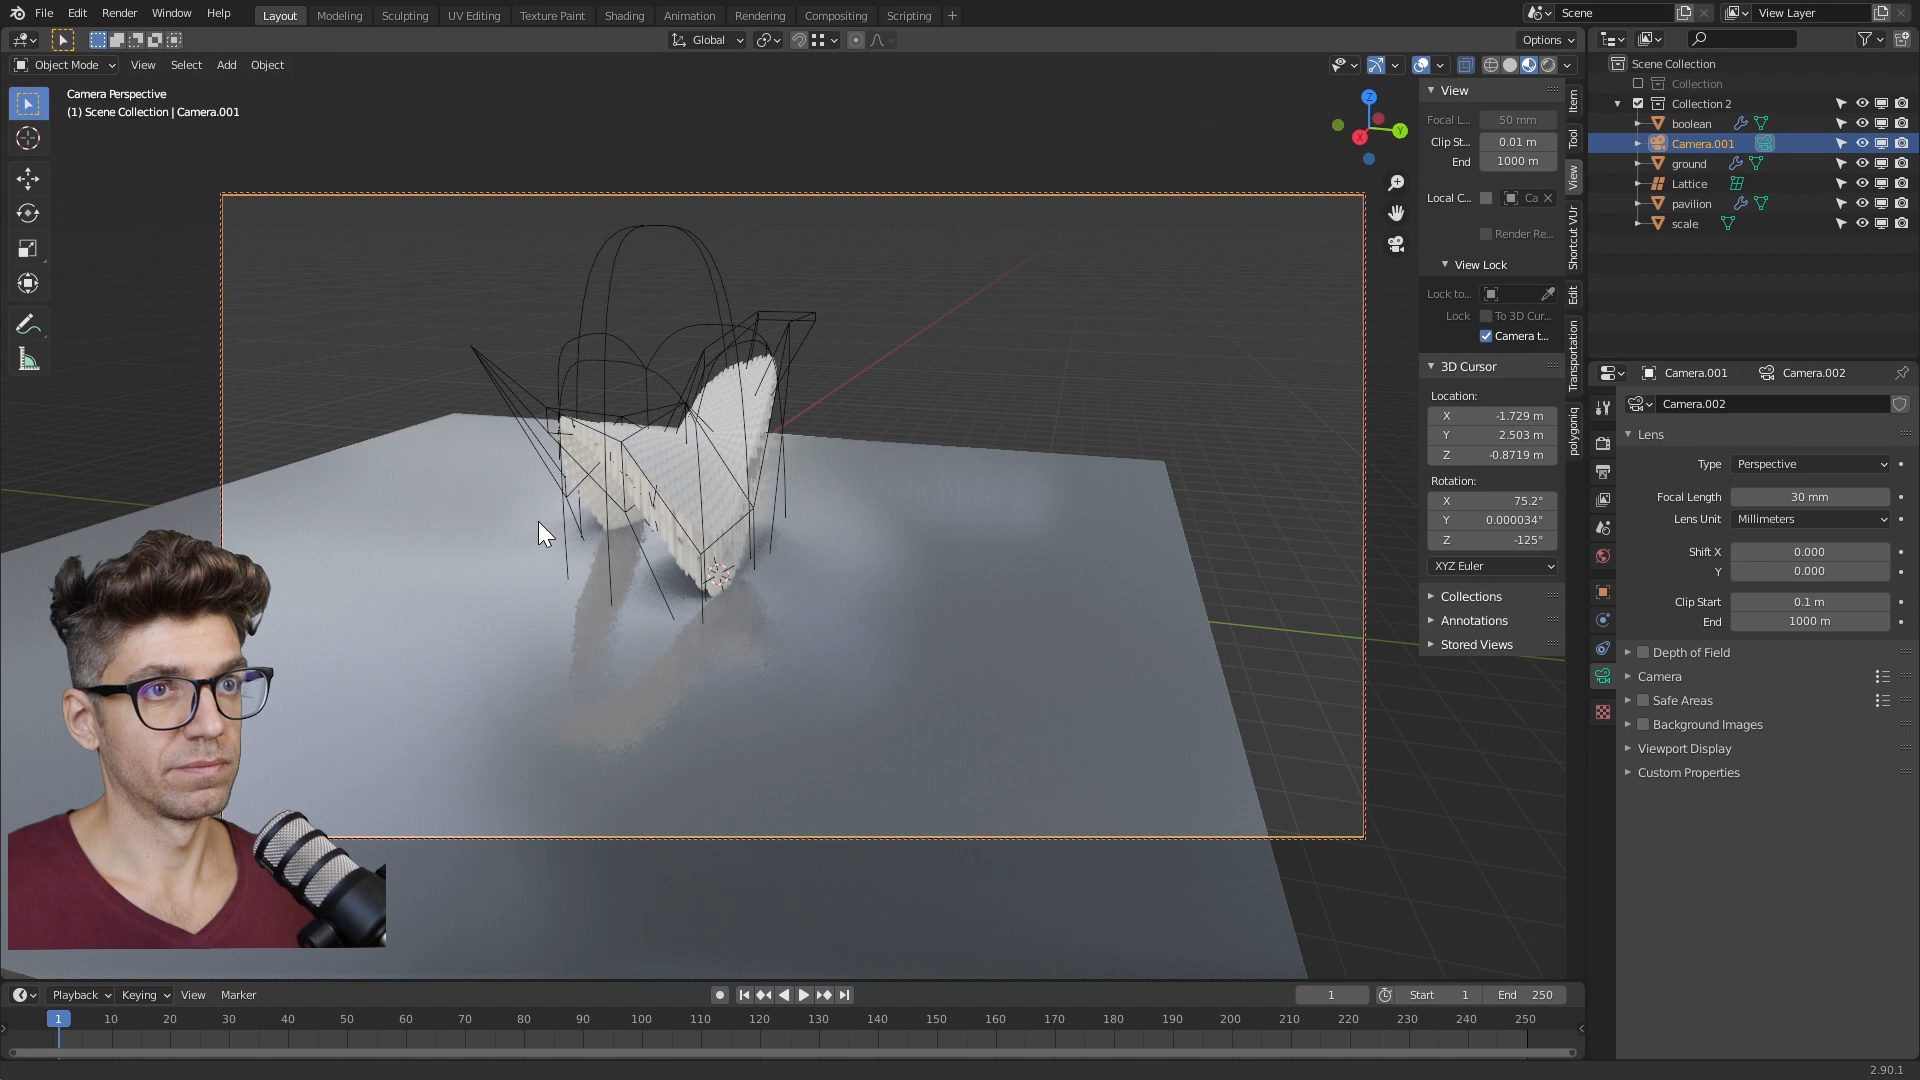 File Edit Render Window Help Layout Modeling Sculpting UV Editing Texture Paint Shading Animation Rendering Compositing Scripting + Scene View Layer
Global Options
Object Mode View Select Add Object
Camera Perspective
(1) Scene Collection | Camera.001
Z
Y
X
View
Focal L... 50 mm
Clip St... 0.01 m
End 1000 m
Local C... Ca
Render Re...
View Lock
Lock to...
Lock To 3D Cur...
Camera t...
3D Cursor
Location:
X -1.729 m
Y 2.503 m
Z -0.8719 m
Rotation:
X 75.2°
Y 0.000034°
Z -125°
XYZ Euler
Collections
Annotations
Stored Views
Item
Tool
View
Shortcut VUr
Edit
Transportation
polygoniq
Scene Collection
Collection
Collection 2
boolean
Camera.001
ground
Lattice
pavilion
scale
Camera.001 Camera.002
Camera.002
Lens
Type Perspective
Focal Length 30 mm
Lens Unit Millimeters
Shift X 0.000
Y 0.000
Clip Start 0.1 m
End 1000 m
Depth of Field
Camera
Safe Areas
Background Images
Viewport Display
Custom Properties
Playback Keying View Marker 1 Start 1 End 250
1 10 20 30 40 50 60 70 80 90 100 110 120 130 140 150 160 170 180 190 200 210 220 230 240 250
2.90.1